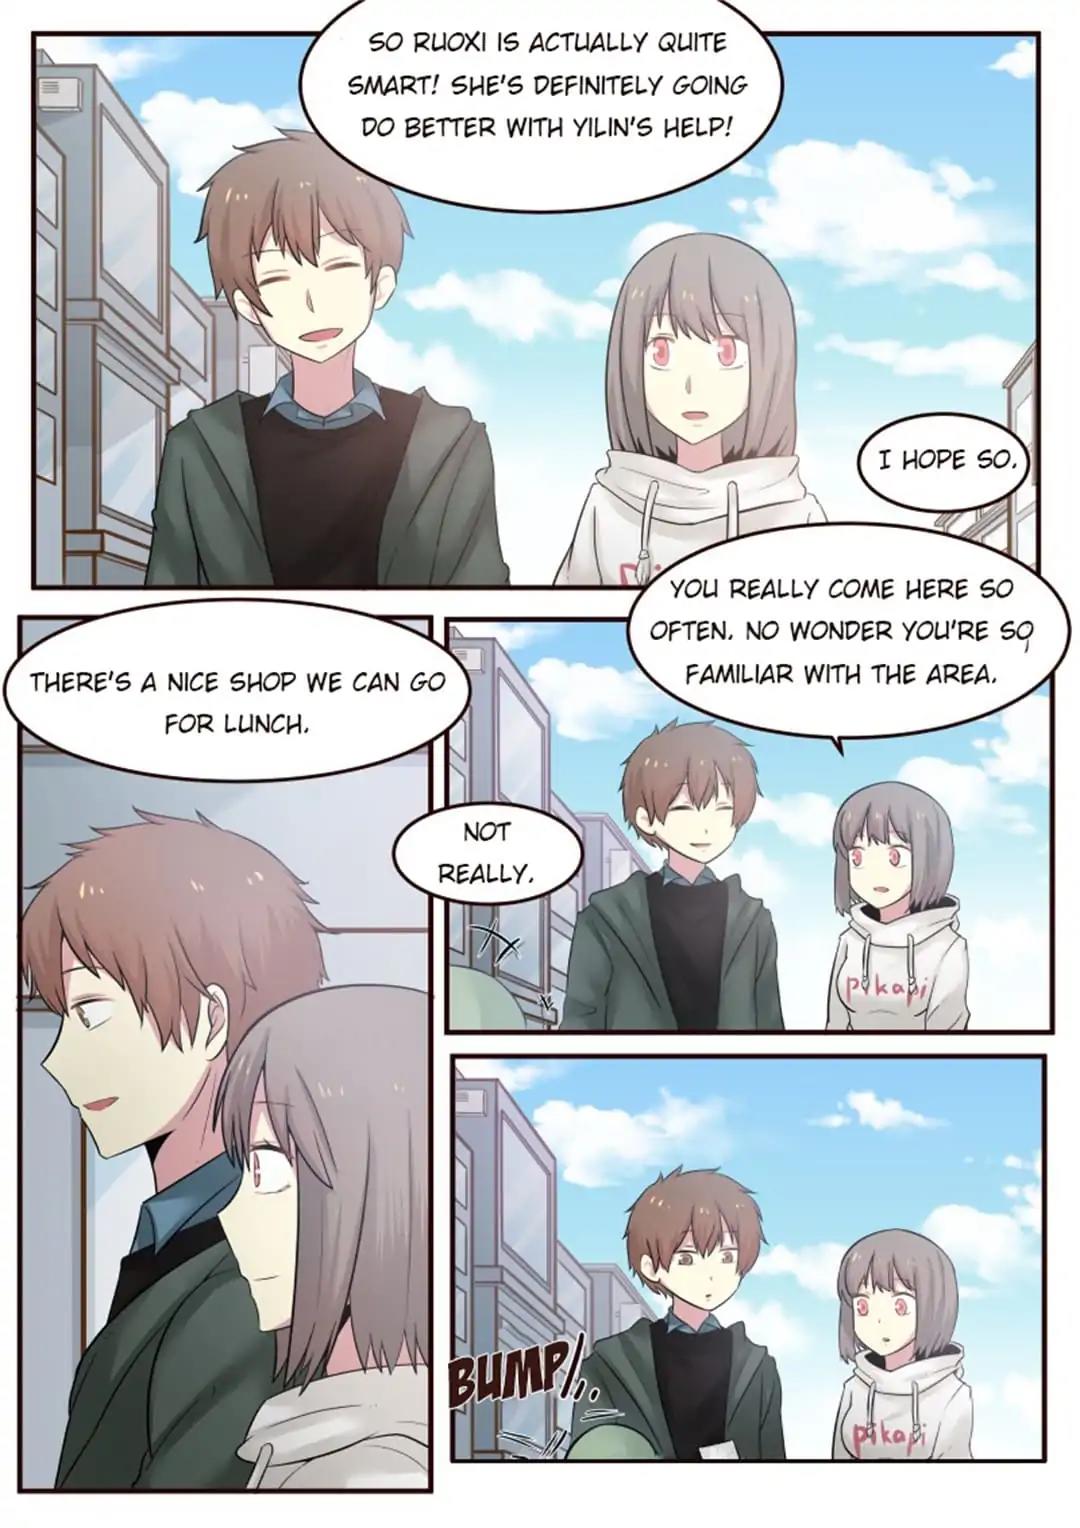 SO RUOXI IS ACTUALLY QUITE
SMART! SHE'S DEFINITELY GOING
DO BETTER WITH YILIN'S HELP!
I HOPE SO.
THERE'S A NICE SHOP WE CAN GO
FOR LUNCH.
YOU REALLY COME HERE SO
OFTEN. NO WONDER YOU'RE SO
FAMILIAR WITH THE AREA.
NOT
REALLY.
pikapi
BUMP!
pikapi